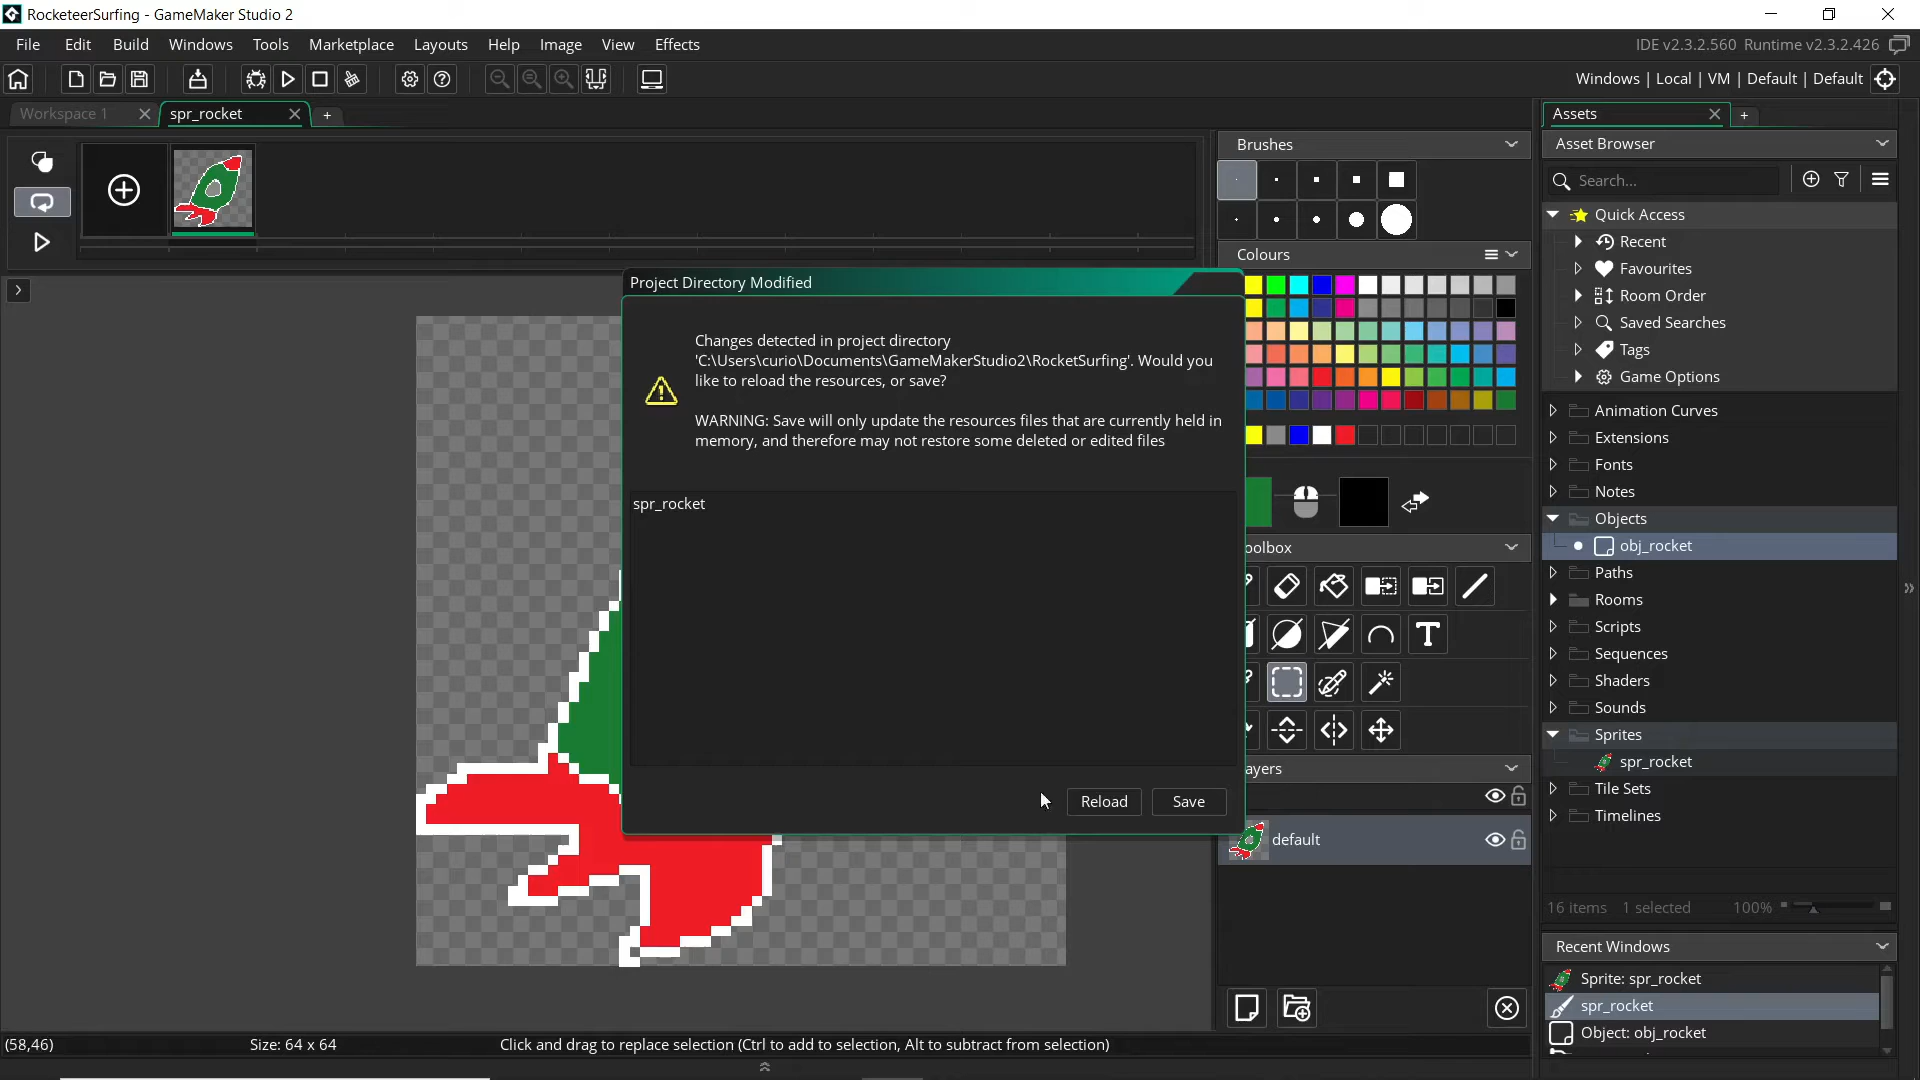 RocketeerSurfing - GameMaker Studio 2
File Edit Build Windows Tools Marketplace Layouts Help Image View Effects
IDE v2.3.2.560 Runtime v2.3.2.426
Windows | Local | VM | Default | Default
Workspace 1
spr_rocket
Project Directory Modified
Changes detected in project directory
'C:\Users\curio\Documents\GameMakerStudio2\RocketSurfing'. Would you
like to reload the resources, or save?
WARNING: Save will only update the resources files that are currently held in
memory, and therefore may not restore some deleted or edited files
spr_rocket
Reload
Save
Brushes
Colours
oolbox
ayers
default
Assets
Asset Browser
Search...
Quick Access
Recent
Favourites
Room Order
Saved Searches
Tags
Game Options
Animation Curves
Extensions
Fonts
Notes
Objects
obj_rocket
Paths
Rooms
Scripts
Sequences
Shaders
Sounds
Sprites
spr_rocket
Tile Sets
Timelines
16 items 1 selected 100%
Recent Windows
Sprite: spr_rocket
spr_rocket
Object: obj_rocket
(58,46)
Size: 64 x 64
Click and drag to replace selection (Ctrl to add to selection, Alt to subtract from selection)